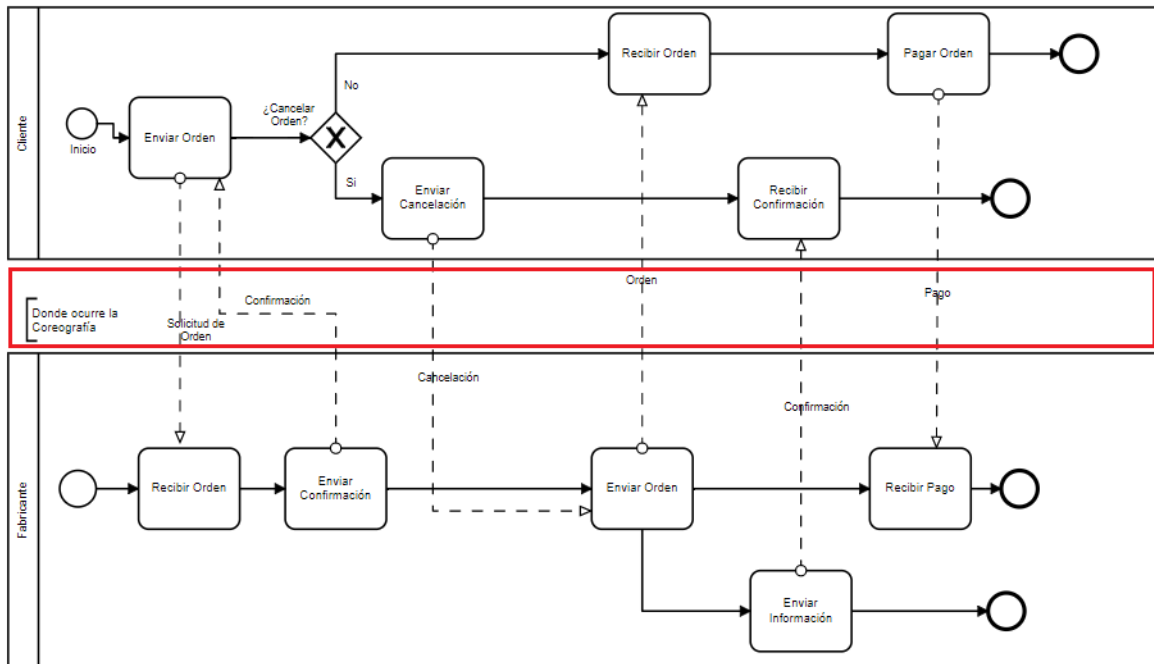 Cliente
Inicio
Enviar Orden
¿Cancelar
Orden?
No
Si
Recibir Orden
Pagar Orden
Enviar
Cancelación
Recibir
Confirmación
Donde ocurre la
Coreografía
Solicitud de
Orden
Confirmación
Orden
Pago
Fabricante
Cancelación
Confirmación
Recibir Orden
Enviar
Confirmación
Enviar Orden
Recibir Pago
Enviar
Información